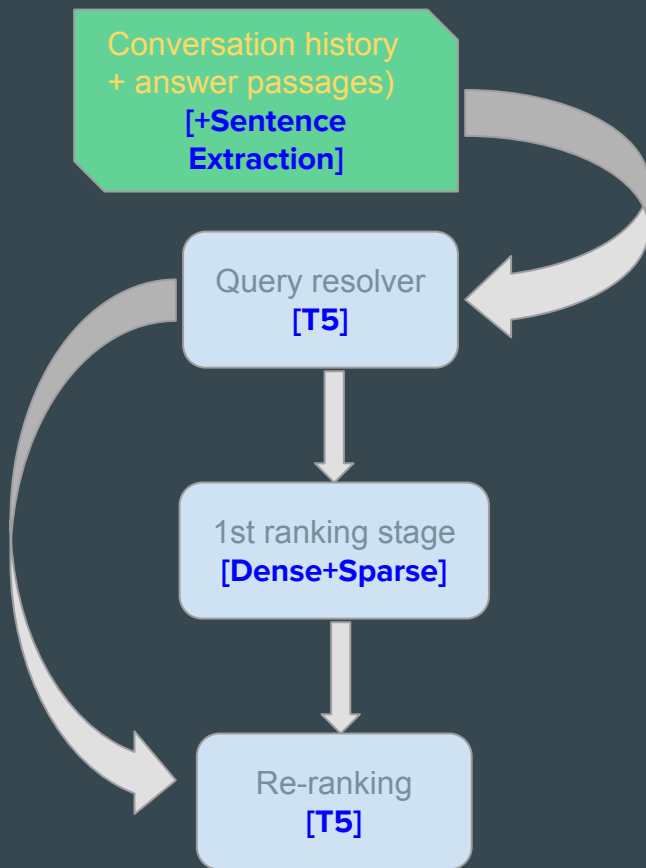 Conversation history
+ answer passages)
[+Sentence
Extraction]
Query resolver
[T5]
1st ranking stage
[Dense+Sparse]
Re-ranking
[T5]